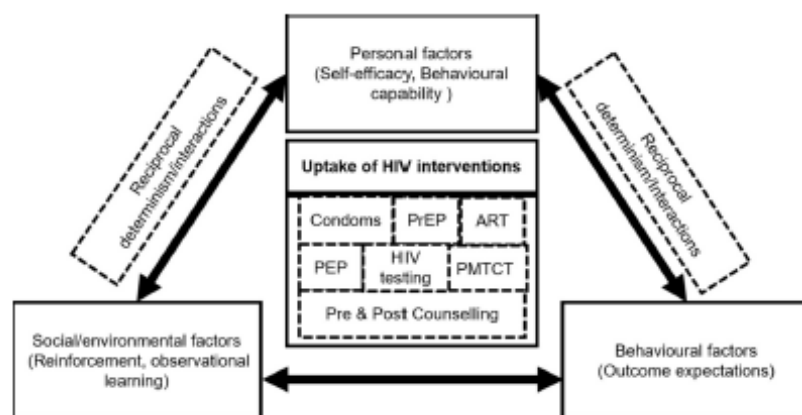 Personal factors
(Self-efficacy, Behavioural
capability )
Reciprocal
determinism/interactions
Reciprocal
determinism/Interactions
Uptake of HIV interventions
Condoms
PrEP
ART
PEP
HIV
testing
PMTCT
Pre & Post Counselling
Social/environmental factors
(Reinforcement, observational
learning)
Behavioural factors
(Outcome expectations)